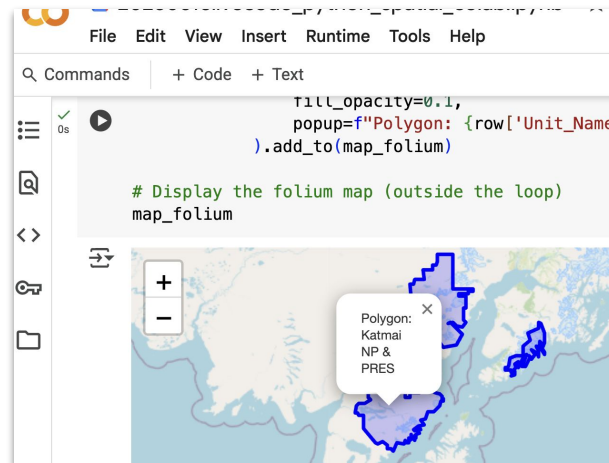 File Edit View Insert Runtime Tools Help
Commands + Code + Text
fill_opacity=0.1,
0s
popup=f"Polygon: {row['Unit_Name
).add_to(map_folium)
# Display the folium map (outside the loop)
map_folium
+
−
Polygon:
Katmai
NP &
PRES
×